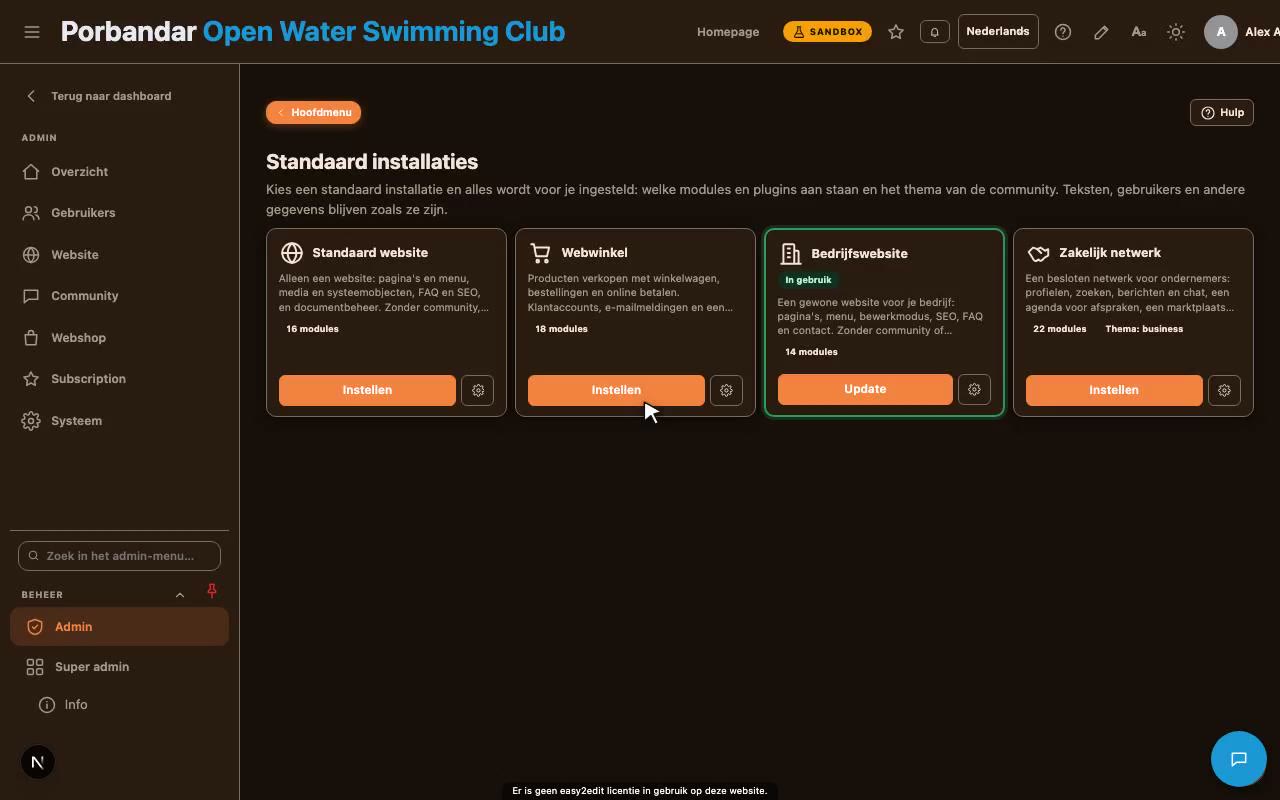 Porbandar Open Water Swimming Club
Homepage
SANDBOX
Nederlands
Aa
A
Alex A
Terug naar dashboard
ADMIN
Overzicht
Gebruikers
Website
Community
Webshop
Subscription
Systeem
Zoek in het admin-menu...
BEHEER
Admin
Super admin
Info
N
Hoofdmenu
Hulp
Standaard installaties
Kies een standaard installatie en alles wordt voor je ingesteld: welke modules en plugins aan staan en het thema van de community. Teksten, gebruikers en andere
gegevens blijven zoals ze zijn.
Standaard website
Alleen een website: pagina's en menu,
media en systeemobjecten, FAQ en SEO,
en documentbeheer. Zonder community,...
16 modules
Instellen
Webwinkel
Producten verkopen met winkelwagen,
bestellingen en online betalen.
Klantaccounts, e-mailmeldingen en een...
18 modules
Instellen
Bedrijfswebsite
In gebruik
Een gewone website voor je bedrijf:
pagina's, menu, bewerkmodus, SEO, FAQ
en contact. Zonder community of...
14 modules
Update
Zakelijk netwerk
Een besloten netwerk voor ondernemers:
profielen, zoeken, berichten en chat, een
agenda voor afspraken, een marktplaats...
22 modules Thema: business
Instellen
Er is geen easy2edit licentie in gebruik op deze website.